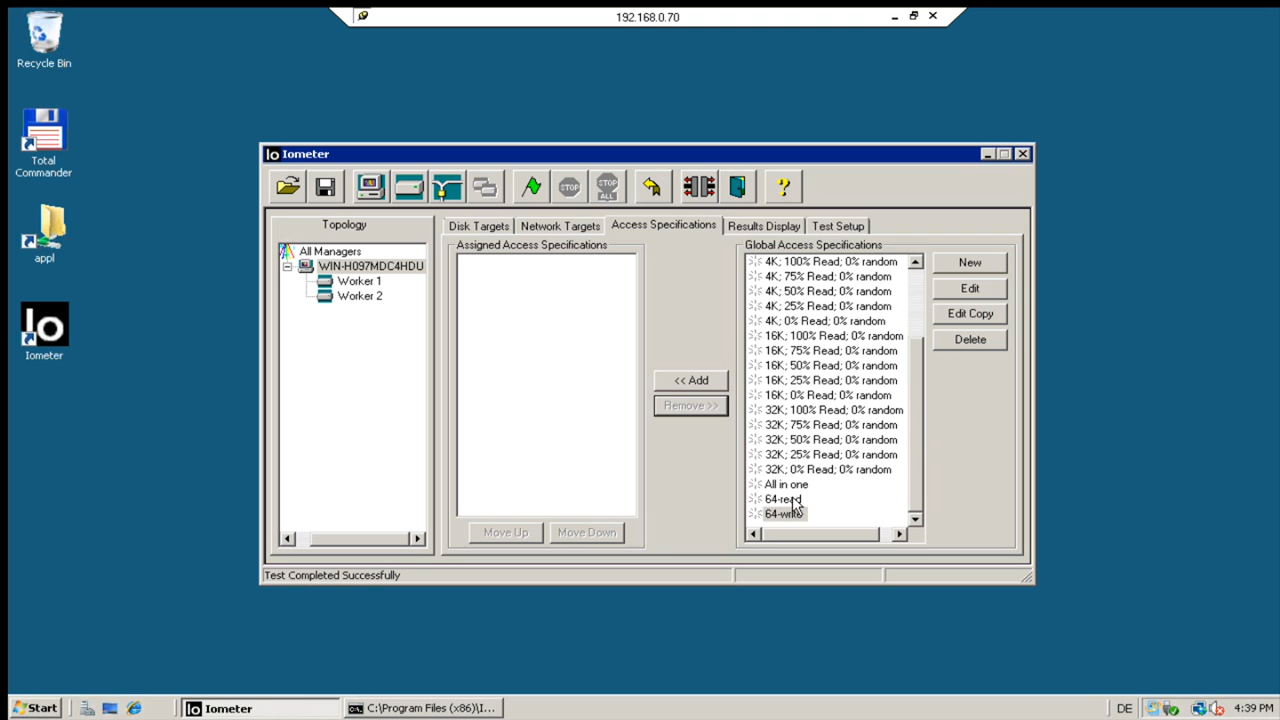 192.168.0.70
Recycle Bin
Total
Commander
appl
Iometer
Iometer
Topology
All Managers
WIN-H097MDC4HDU
Worker 1
Worker 2
Disk Targets
Network Targets
Access Specifications
Results Display
Test Setup
Assigned Access Specifications
Move Up
Move Down
<< Add
Remove >>
Global Access Specifications
4K; 100% Read; 0% random
4K; 75% Read; 0% random
4K; 50% Read; 0% random
4K; 25% Read; 0% random
4K; 0% Read; 0% random
16K; 100% Read; 0% random
16K; 75% Read; 0% random
16K; 50% Read; 0% random
16K; 25% Read; 0% random
16K; 0% Read; 0% random
32K; 100% Read; 0% random
32K; 75% Read; 0% random
32K; 50% Read; 0% random
32K; 25% Read; 0% random
32K; 0% Read; 0% random
All in one
64-read
64-write
New
Edit
Edit Copy
Delete
Test Completed Successfully
Start
Iometer
C:\Program Files (x86)\I...
DE
4:39 PM